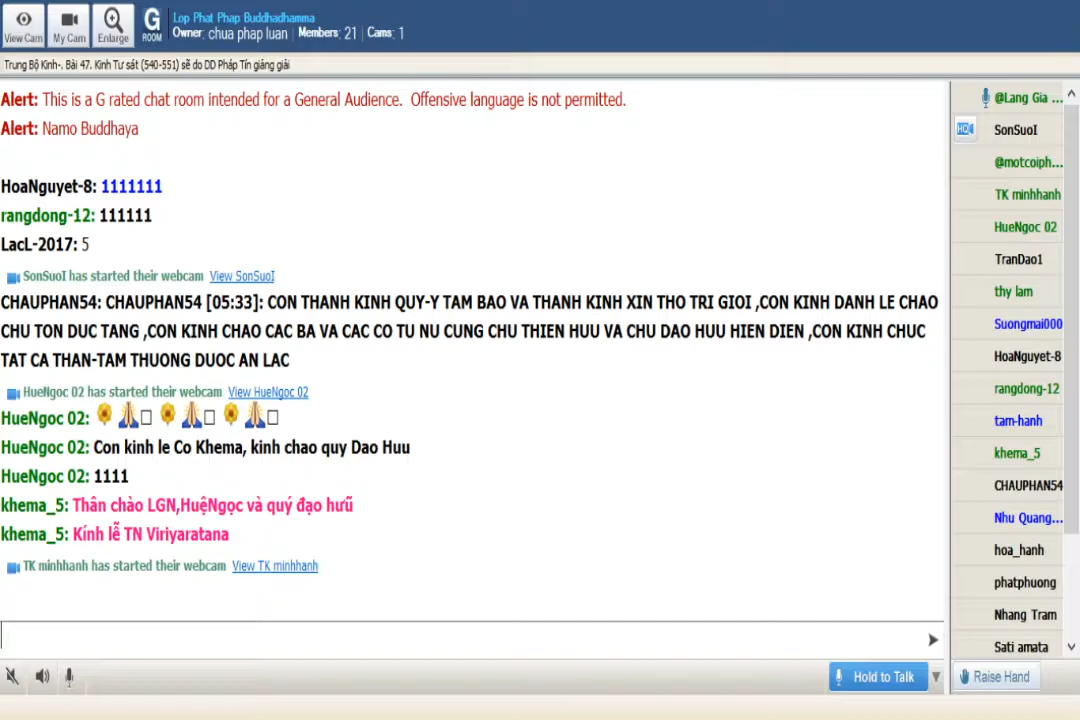 View Cam
My Cam
Enlarge
G
ROOM
Lop Phat Phap Buddhadhamma
Owner: chua phap luan | Members: 21 | Cams: 1
Trung Bộ Kinh-. Bài 47. Kinh Tư sát (540-551) sẽ do DD Pháp Tín giảng giải
Alert: This is a G rated chat room intended for a General Audience. Offensive language is not permitted.
Alert: Namo Buddhaya
HoaNguyet-8: 1111111
rangdong-12: 111111
LacL-2017: 5
SonSuoI has started their webcam View SonSuoI
CHAUPHAN54: CHAUPHAN54 [05:33]: CON THANH KINH QUY-Y TAM BAO VA THANH KINH XIN THO TRI GIOI ,CON KINH DANH LE CHAO
CHU TON DUC TANG ,CON KINH CHAO CAC BA VA CAC CO TU NU CUNG CHU THIEN HUU VA CHU DAO HUU HIEN DIEN ,CON KINH CHUC
TAT CA THAN-TAM THUONG DUOC AN LAC
HueNgoc 02 has started their webcam View HueNgoc 02
HueNgoc 02:
HueNgoc 02: Con kinh le Co Khema, kinh chao quy Dao Huu
HueNgoc 02: 1111
khema_5: Thân chào LGN,HuệNgọc và quý đạo hưũ
khema_5: Kính lễ TN Viriyaratana
TK minhhanh has started their webcam View TK minhhanh
@Lang Gia ...
HD
SonSuoI
@motcoiph...
TK minhhanh
HueNgoc 02
TranDao1
thy lam
Suongmai000
HoaNguyet-8
rangdong-12
tam-hanh
khema_5
CHAUPHAN54
Nhu Quang...
hoa_hanh
phatphuong
Nhang Tram
Sati amata
Hold to Talk
Raise Hand